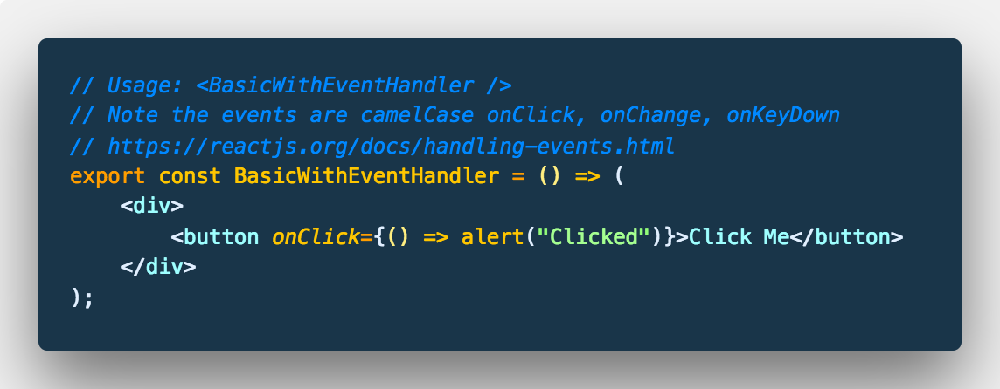 // Usage: <BasicWithEventHandler />
// Note the events are camelCase onClick, onChange, onKeyDown
// https://reactjs.org/docs/handling-events.html
export const BasicWithEventHandler = () => (
    <div>
        <button onClick={() => alert("Clicked")}>Click Me</button>
    </div>
);